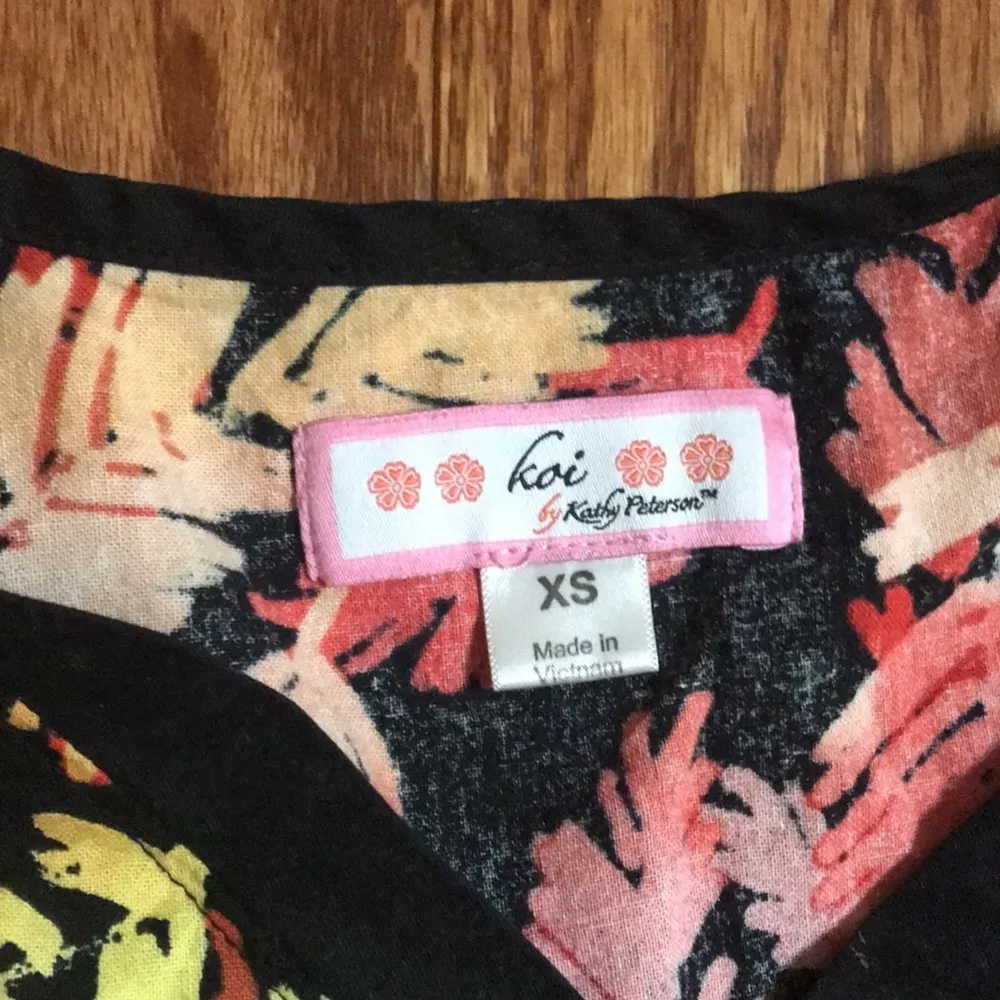 koi
by Kathy Peterson™
XS
Made in
Vietnam